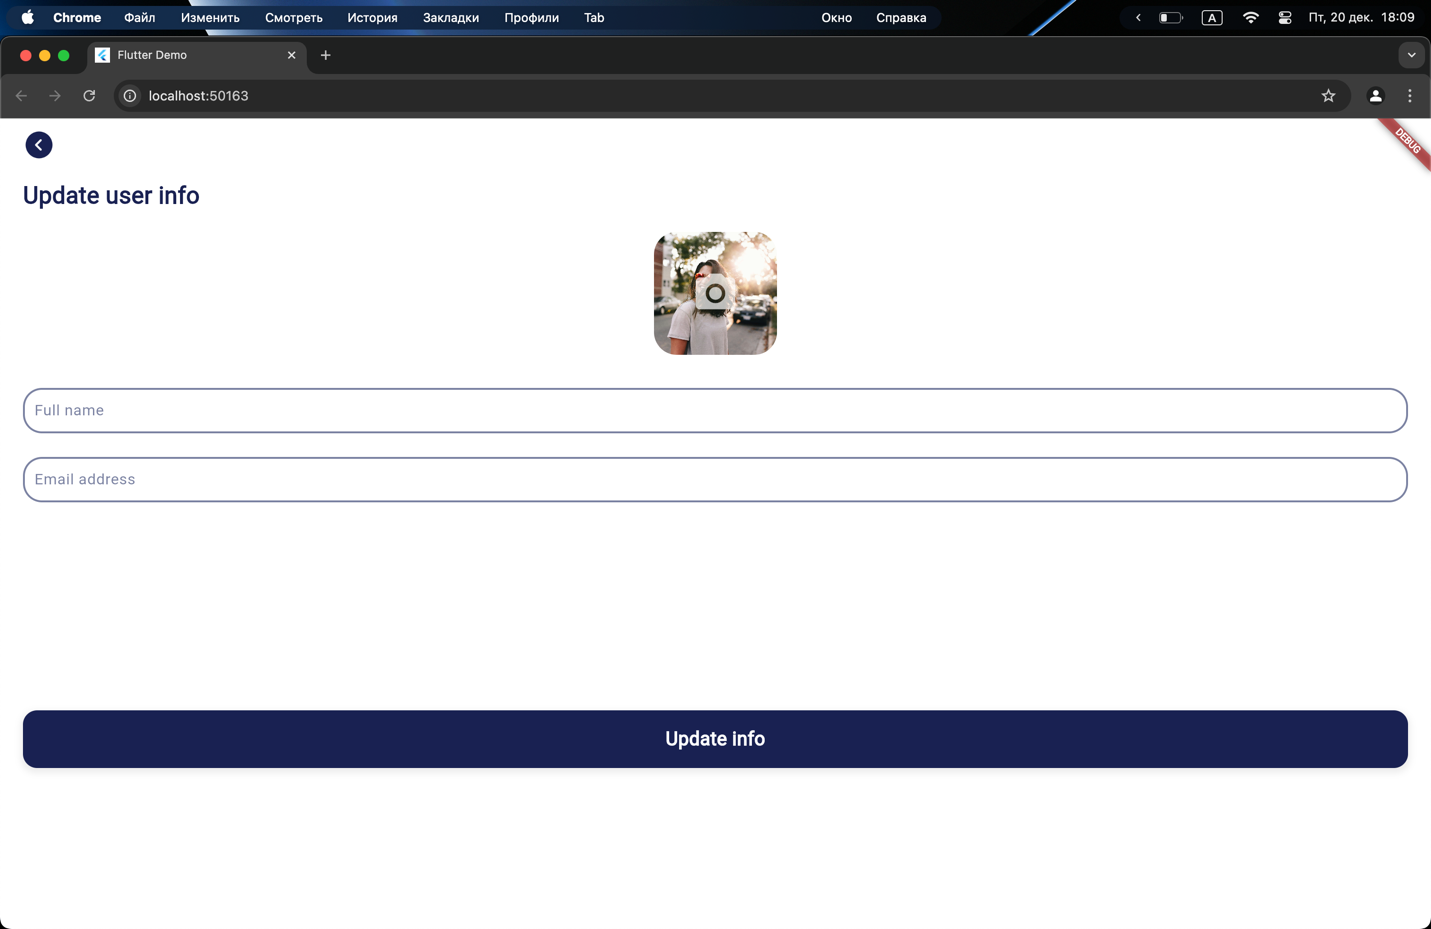 Chrome Файл Изменить Смотреть История Закладки Профили Tab Окно Справка A Пт, 20 дек. 18:09
Flutter Demo
localhost:50163
DEBUG
Update user info
Full name
Email address
Update info